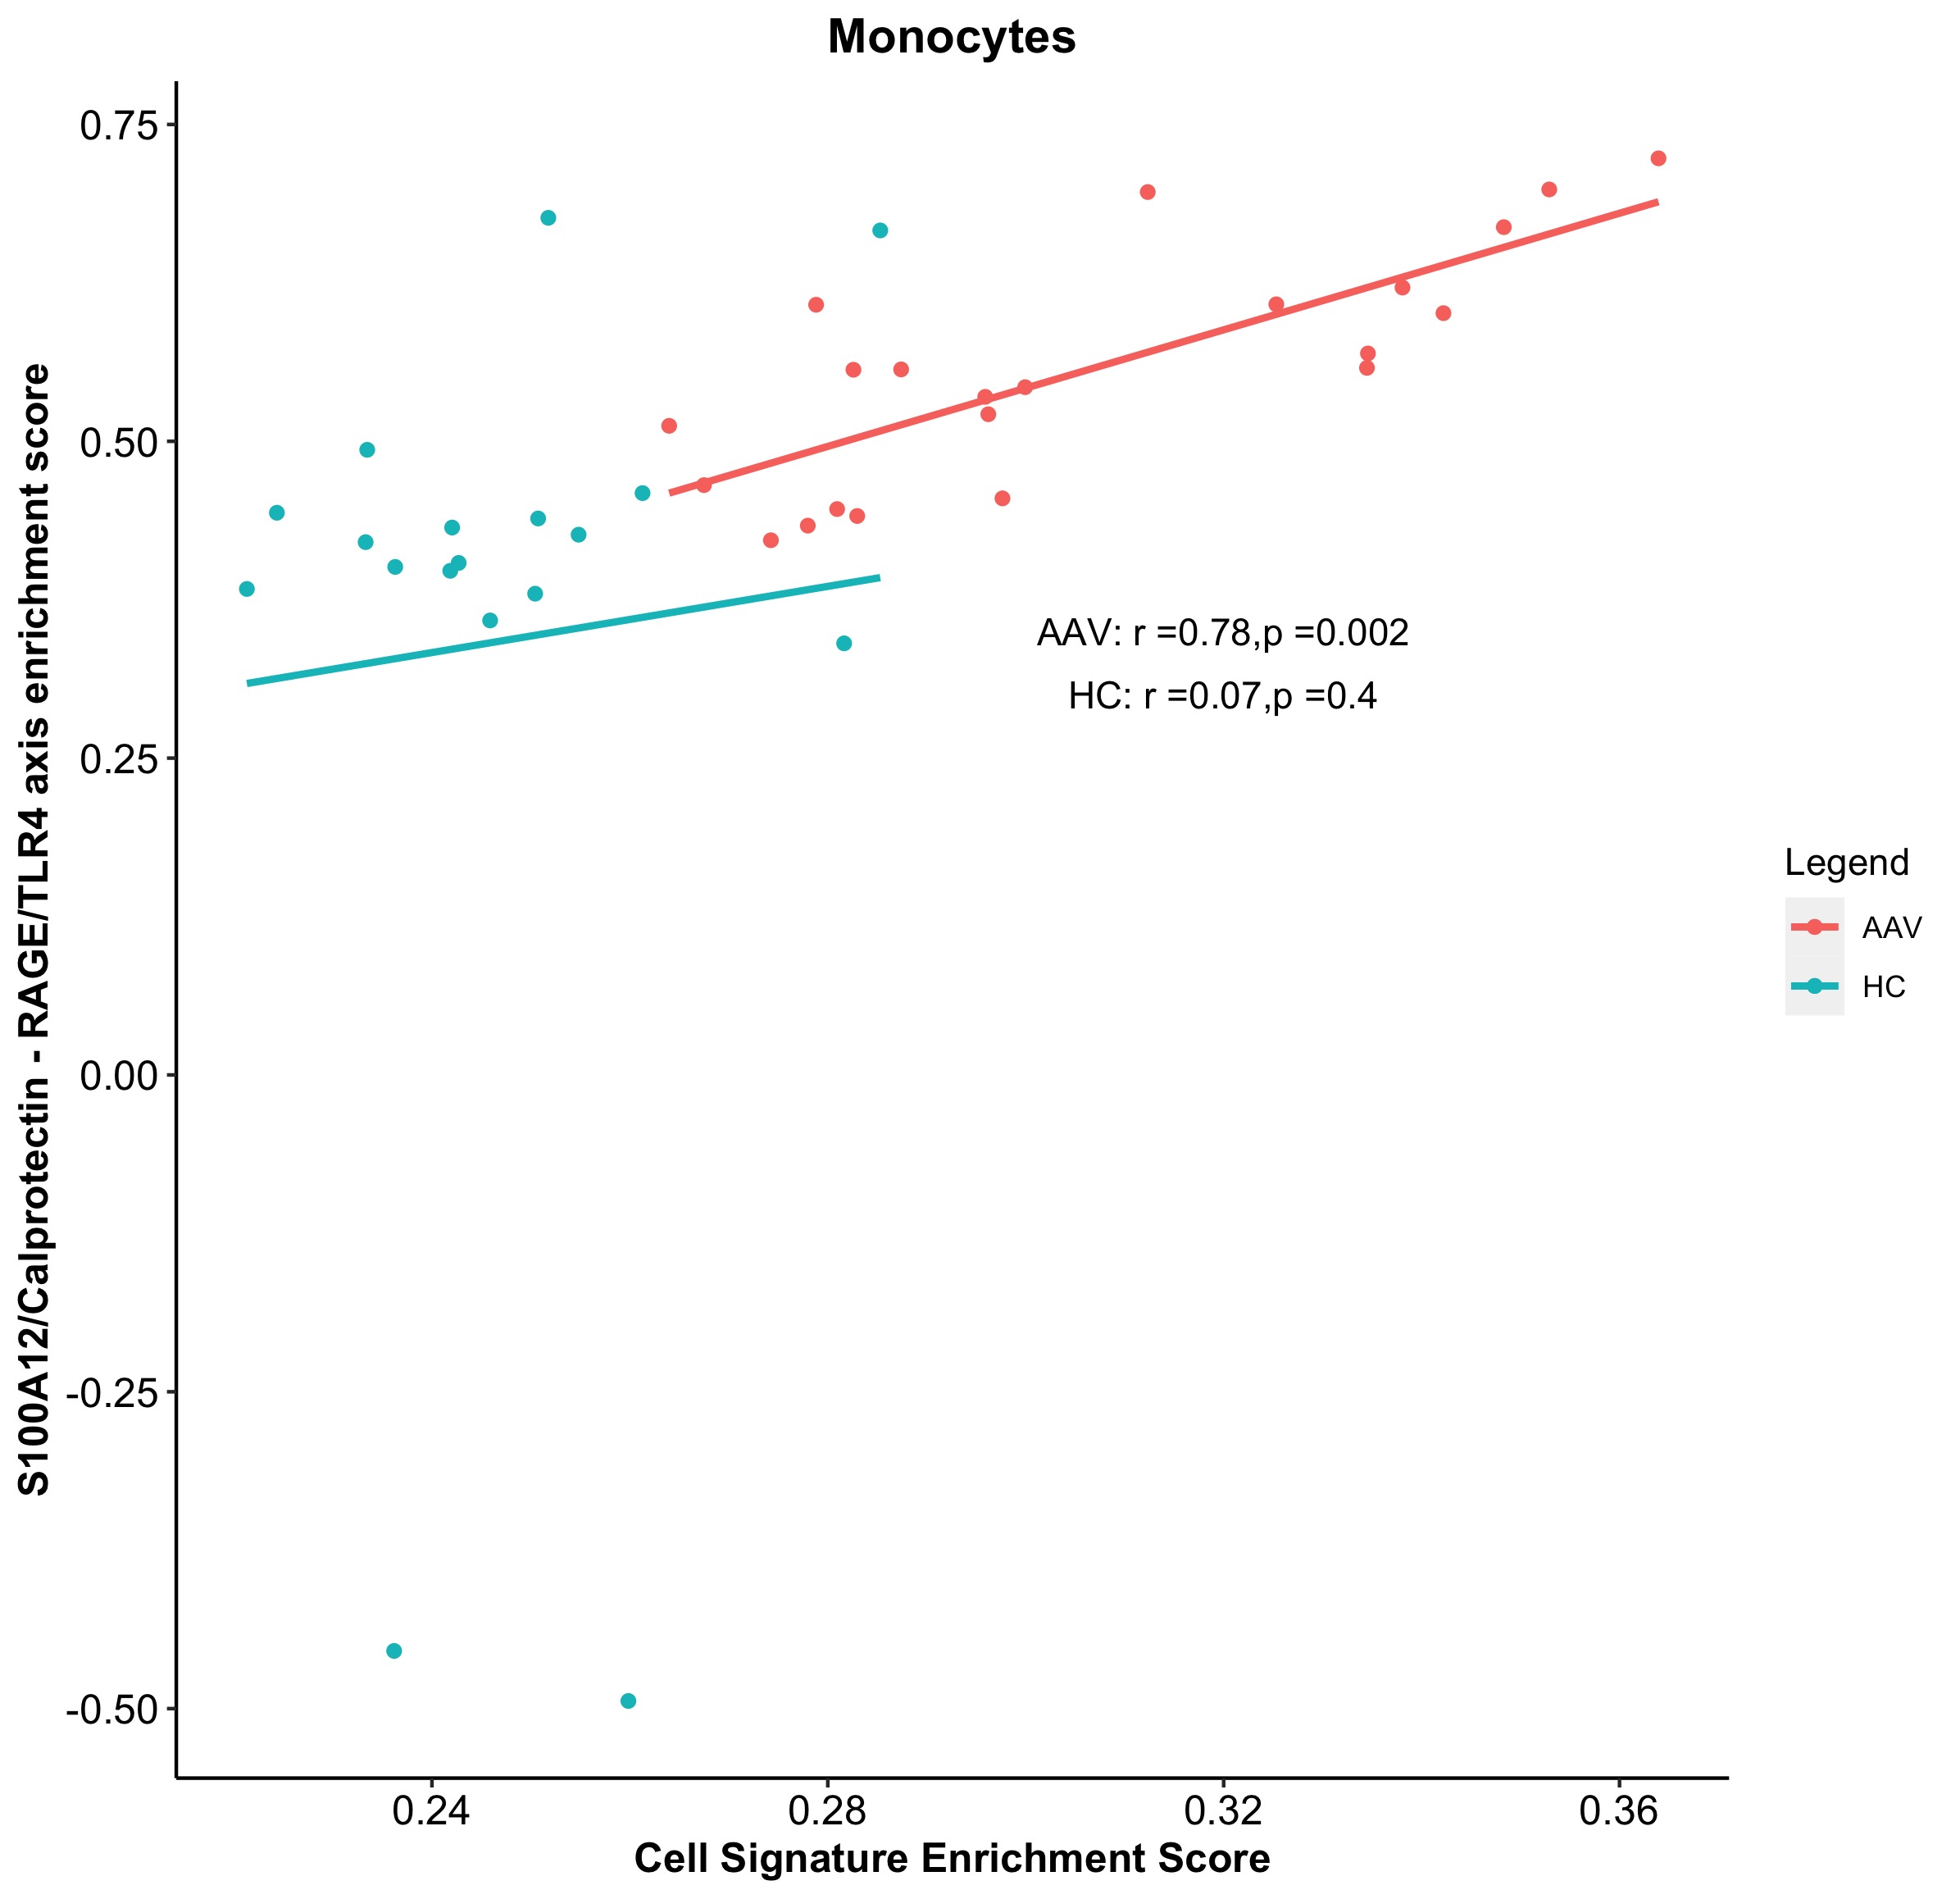 Monocytes
S100A12/Calprotectin - RAGE/TLR4 axis enrichment score
0.75
0.50
0.25
0.00
-0.25
-0.50
AAV: r =0.78,p =0.002
HC: r =0.07,p =0.4
Legend
AAV
HC
0.24 0.28 0.32 0.36
Cell Signature Enrichment Score